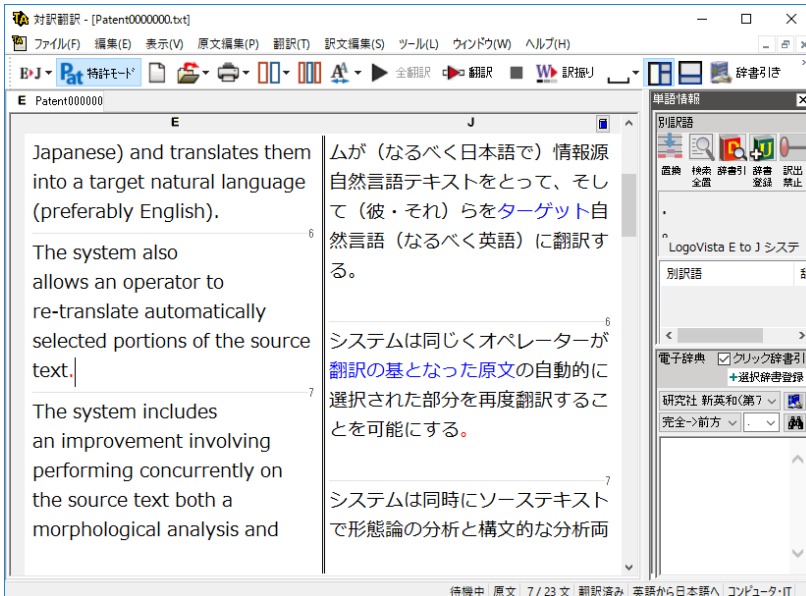 対訳翻訳 - [Patent0000000.txt]
ファイル(F) 編集(E) 表示(V) 原文編集(P) 翻訳(T) 訳文編集(S) ツール(L) ウィンドウ(W) ヘルプ(H)
E›J Pat 特許モード 全翻訳 翻訳 訳振り 辞書引き
E Patent000000
単語情報
別訳語
E J
置換 検索全置 辞書引 辞書登録 訳出禁止
Japanese) and translates them
into a target natural language
(preferably English).
6
The system also
allows an operator to
re-translate automatically
selected portions of the source
text.
7
The system includes
an improvement involving
performing concurrently on
the source text both a
morphological analysis and
ムが（なるべく日本語で）情報源
自然言語テキストをとって、そし
て（彼・それ）らをターゲット自
然言語（なるべく英語）に翻訳す
る。
6
システムは同じくオペレーターが
翻訳の基となった原文の自動的に
選択された部分を再度翻訳するこ
とを可能にする。
7
システムは同時にソーステキスト
で形態論の分析と構文的な分析両
.
。
LogoVista E to J システ
別訳語
電子辞典 クリック辞書引
+選択辞書登録
研究社 新英和(第7
完全->前方 .
待機中 原文 7 / 23 文 翻訳済み 英語から日本語へ コンピュータ・IT